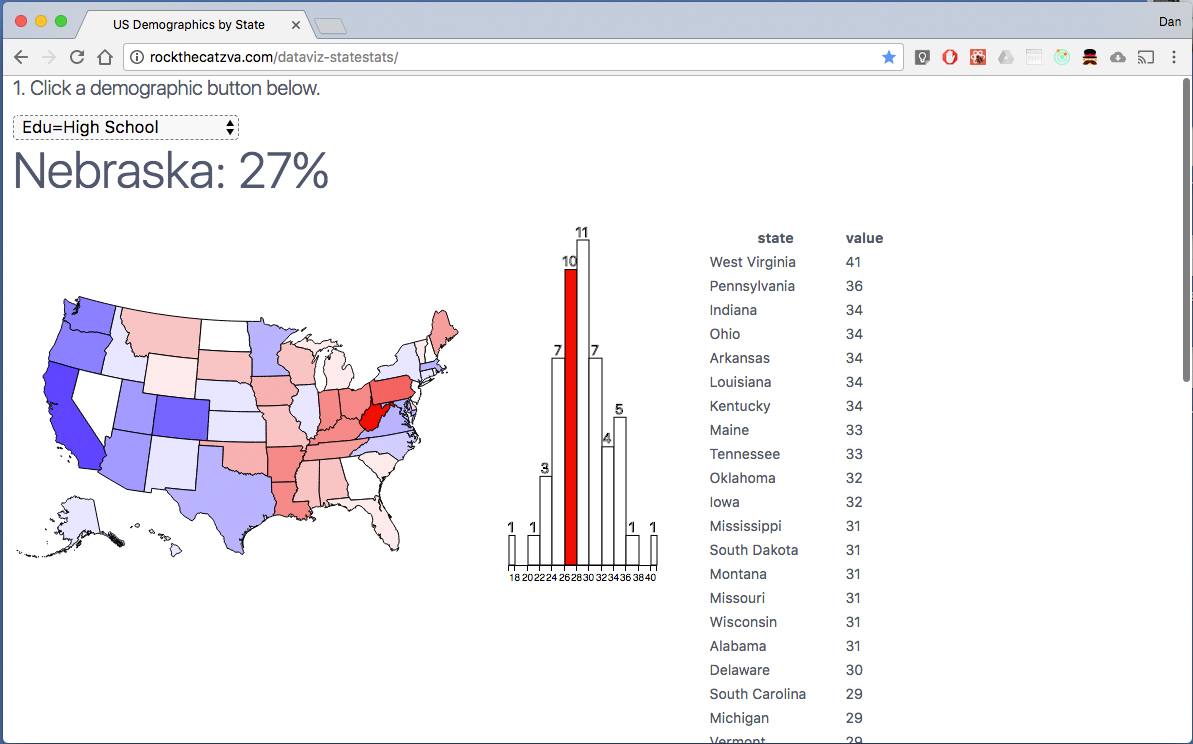 US Demographics by State
Dan
rockthecatzva.com/dataviz-statestats/
1. Click a demographic button below.
Edu=High School
Nebraska: 27%
1 1 3 7 10 11 7 4 5 1 1
18 20 22 24 26 28 30 32 34 36 38 40
state value
West Virginia 41
Pennsylvania 36
Indiana 34
Ohio 34
Arkansas 34
Louisiana 34
Kentucky 34
Maine 33
Tennessee 33
Oklahoma 32
Iowa 32
Mississippi 31
South Dakota 31
Montana 31
Missouri 31
Wisconsin 31
Alabama 31
Delaware 30
South Carolina 29
Michigan 29
Vermont 29